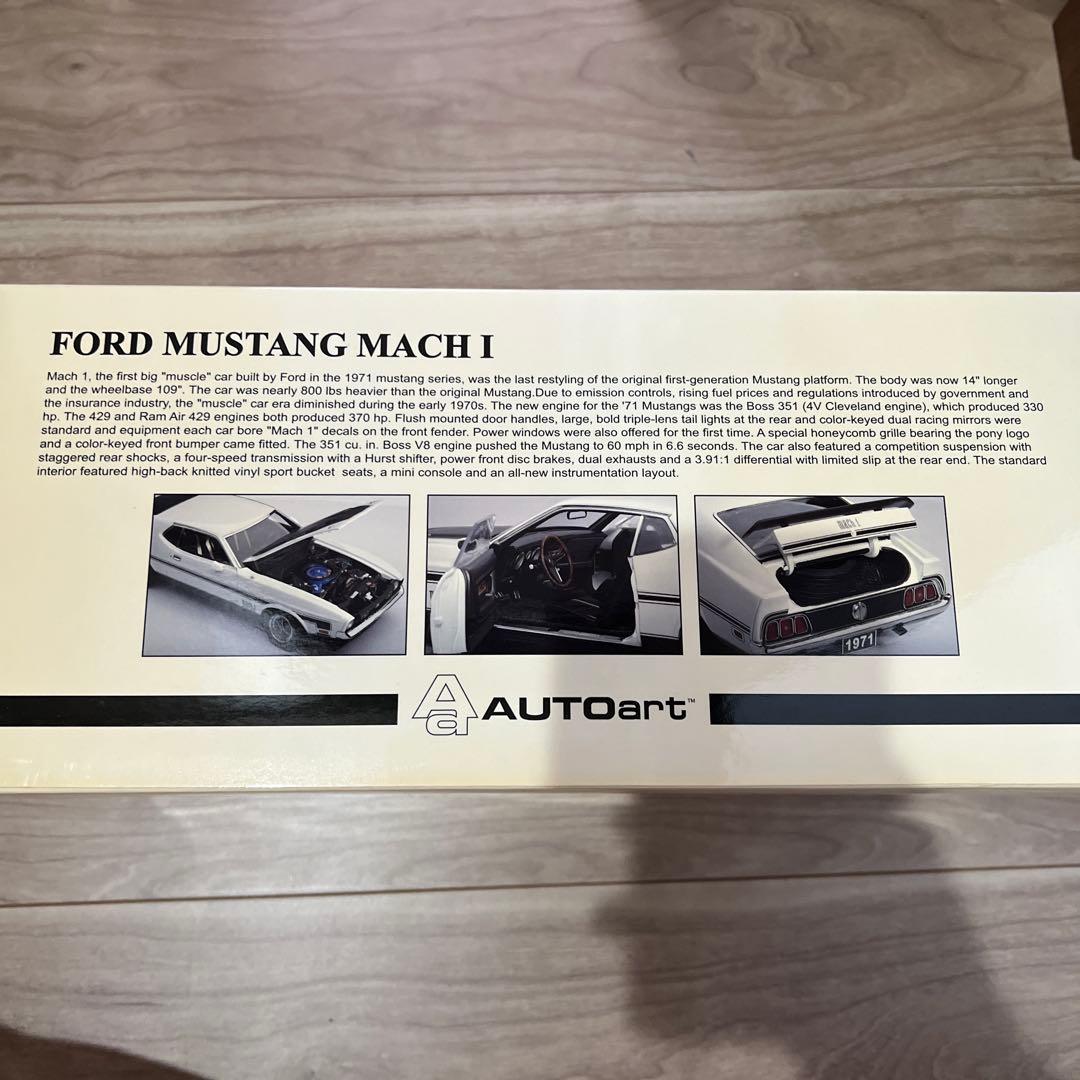 FORD MUSTANG MACH I
Mach 1, the first big "muscle" car built by Ford in the 1971 mustang series, was the last restyling of the original first-generation Mustang platform. The body was now 14" longer
and the wheelbase 109". The car was nearly 800 lbs heavier than the original Mustang.Due to emission controls, rising fuel prices and regulations introduced by government and
the insurance industry, the "muscle" car era diminished during the early 1970s. The new engine for the '71 Mustangs was the Boss 351 (4V Cleveland engine), which produced 330
hp. The 429 and Ram Air 429 engines both produced 370 hp. Flush mounted door handles, large, bold triple-lens tail lights at the rear and color-keyed dual racing mirrors were
standard and equipment each car bore "Mach 1" decals on the front fender. Power windows were also offered for the first time. A special honeycomb grille bearing the pony logo
and a color-keyed front bumper came fitted. The 351 cu. in. Boss V8 engine pushed the Mustang to 60 mph in 6.6 seconds. The car also featured a competition suspension with
staggered rear shocks, a four-speed transmission with a Hurst shifter, power front disc brakes, dual exhausts and a 3.91:1 differential with limited slip at the rear end. The standard
interior featured high-back knitted vinyl sport bucket seats, a mini console and an all-new instrumentation layout.
mach 1
1971
Aa AUTOart™